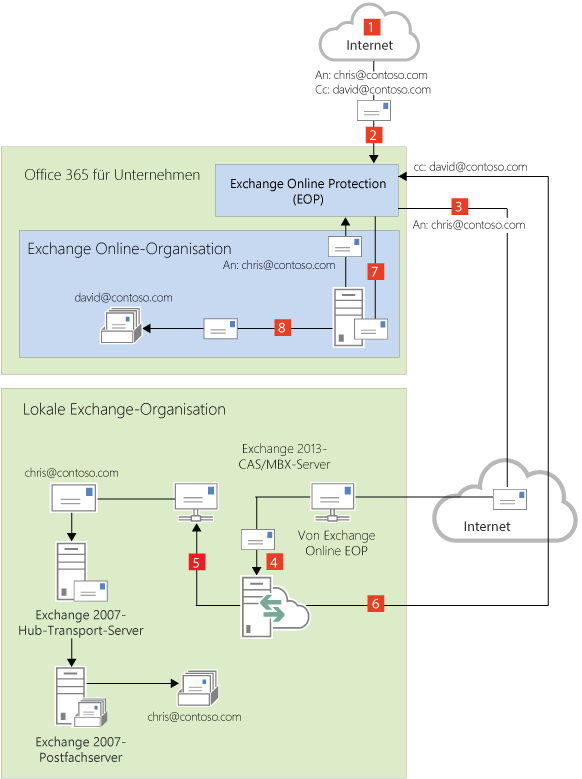 1
Internet
An: chris@contoso.com
Cc: david@contoso.com
2
Office 365 für Unternehmen
Exchange Online Protection
(EOP)
cc: david@contoso.com
3
An: chris@contoso.com
Exchange Online-Organisation
An: chris@contoso.com
7
david@contoso.com
8
Lokale Exchange-Organisation
Exchange 2013-
CAS/MBX-Server
chris@contoso.com
Internet
Von Exchange
Online EOP
5
4
6
Exchange 2007-
Hub-Transport-Server
chris@contoso.com
Exchange 2007-
Postfachserver